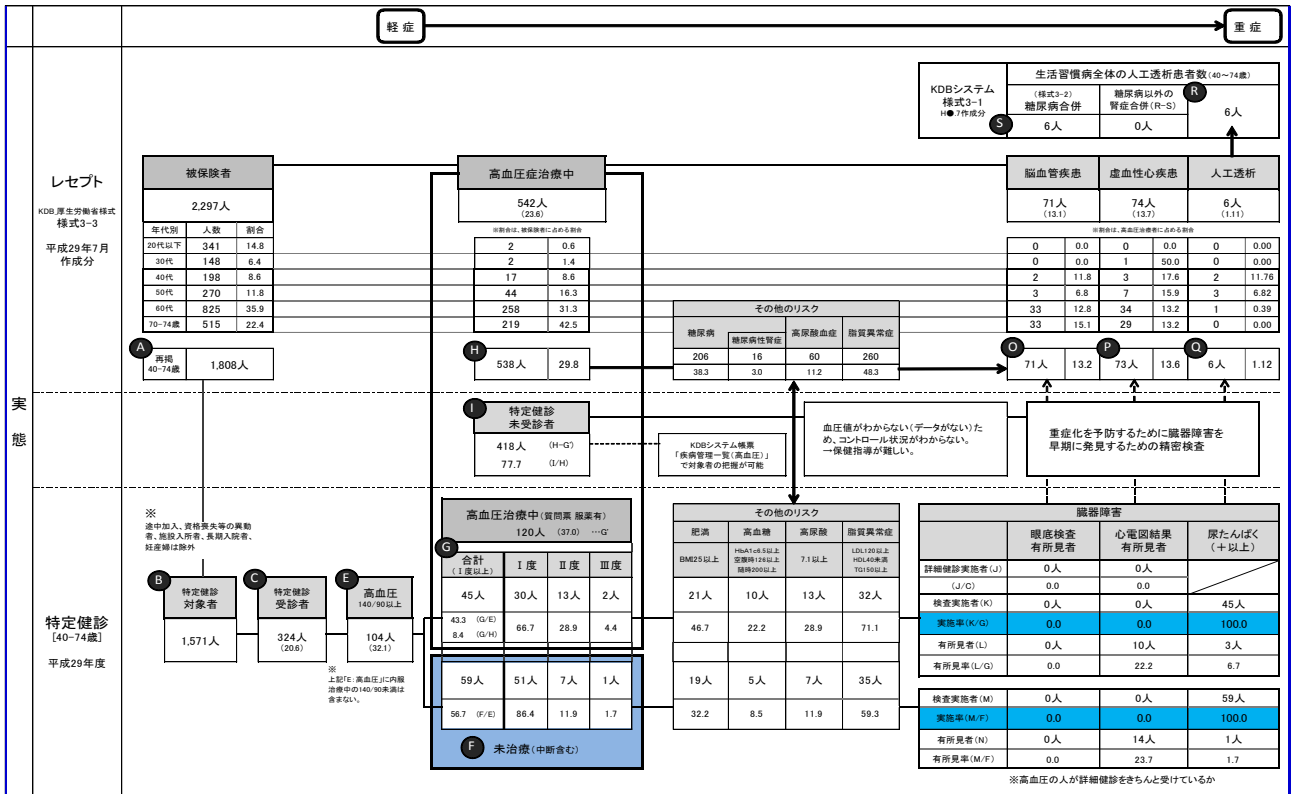 軽症
重症
KDBシステム
様式3-1
H●.7作成分
生活習慣病全体の人工透析患者数(40～74歳)
(様式3-2)
糖尿病合併
糖尿病以外の
腎症合併(R-S)
R
S
6人
0人
6人
レセプト
KDB_厚生労働省様式
様式3-3
平成29年7月
作成分
被保険者
2,297人
年代別 人数 割合
20代以下 341 14.8
30代 148 6.4
40代 198 8.6
50代 270 11.8
60代 825 35.9
70-74歳 515 22.4
A
再掲
40-74歳
1,808人
高血圧症治療中
542人
(23.6)
※割合は、被保険者に占める割合
2 0.6
2 1.4
17 8.6
44 16.3
258 31.3
219 42.5
H
538人 29.8
その他のリスク
糖尿病 糖尿病性腎症 高尿酸血症 脂質異常症
206 16 60 260
38.3 3.0 11.2 48.3
脳血管疾患 虚血性心疾患 人工透析
71人 74人 6人
(13.1) (13.7) (1.11)
※割合は、高血圧治療者に占める割合
0 0.0 0 0.0 0 0.00
0 0.0 1 50.0 0 0.00
2 11.8 3 17.6 2 11.76
3 6.8 7 15.9 3 6.82
33 12.8 34 13.2 1 0.39
33 15.1 29 13.2 0 0.00
O P Q
71人 13.2 73人 13.6 6人 1.12
実
態
I
特定健診
未受診者
418人 (H-G')
77.7 (I/H)
KDBシステム帳票
「疾病管理一覧(高血圧)」
で対象者の把握が可能
血圧値がわからない(データがない)ため、コントロール状況がわからない。
→保健指導が難しい。
重症化を予防するために臓器障害を
早期に発見するための精密検査
特定健診
[40-74歳]
平成29年度
※
途中加入、資格喪失等の異動
者、施設入所者、長期入院者、
妊産婦は除外
B
特定健診
対象者
1,571人
C
特定健診
受診者
324人
(20.6)
E
高血圧
140/90以上
104人
(32.1)
※
上記「E:高血圧」に内服
治療中の140/90未満は
含まない。
高血圧治療中(質問票 服薬有)
120人 (37.0) …G'
G
合計
(Ⅰ度以上)
Ⅰ度 Ⅱ度 Ⅲ度
45人 30人 13人 2人
43.3 (G/E)
8.4 (G/H)
66.7 28.9 4.4
59人 51人 7人 1人
56.7 (F/E) 86.4 11.9 1.7
F 未治療(中断含む)
その他のリスク
肥満 高血糖 高尿酸 脂質異常症
BMI25以上
HbA1c6.5以上
空腹時126以上
随時200以上
7.1以上
LDL120以上
HDL40未満
TG150以上
21人 10人 13人 32人
46.7 22.2 28.9 71.1
19人 5人 7人 35人
32.2 8.5 11.9 59.3
臓器障害
眼底検査
有所見者
心電図結果
有所見者
尿たんぱく
(＋以上)
詳細健診実施者(J) 0人 0人
(J/C) 0.0 0.0
検査実施者(K) 0人 0人 45人
実施率(K/G) 0.0 0.0 100.0
有所見者(L) 0人 10人 3人
有所見率(L/G) 0.0 22.2 6.7
検査実施者(M) 0人 0人 59人
実施率(M/F) 0.0 0.0 100.0
有所見者(N) 0人 14人 1人
有所見率(M/F) 0.0 23.7 1.7
※高血圧の人が詳細健診をきちんと受けているか